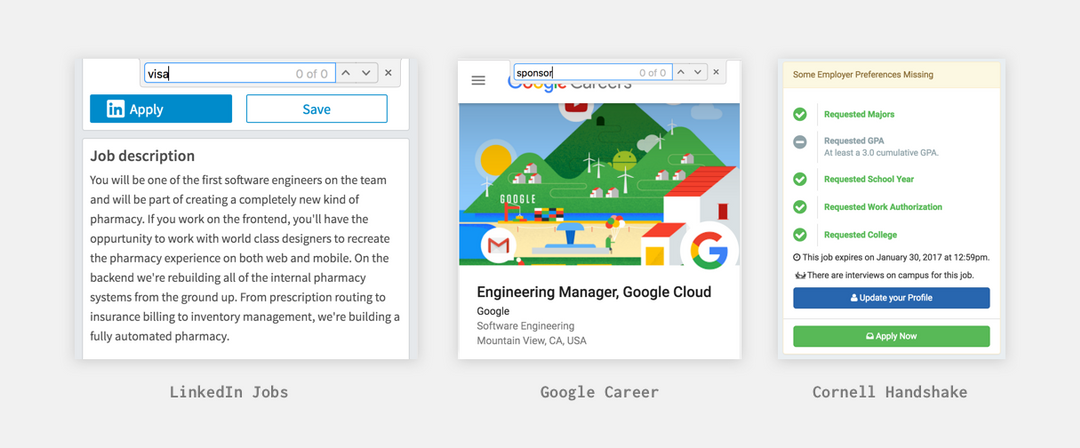 visa
0 of 0
in Apply
Save
Job description
You will be one of the first software engineers on the team
and will be part of creating a completely new kind of
pharmacy. If you work on the frontend, you'll have the
oppurtunity to work with world class designers to recreate
the pharmacy experience on both web and mobile. On the
backend we're rebuilding all of the internal pharmacy
systems from the ground up. From prescription routing to
insurance billing to inventory management, we're building a
fully automated pharmacy.
LinkedIn Jobs
sponsor
0 of 0
Google Careers
GOOGLE
G
Engineering Manager, Google Cloud
Google
Software Engineering
Mountain View, CA, USA
Google Career
Some Employer Preferences Missing
Requested Majors
Requested GPA
At least a 3.0 cumulative GPA.
Requested School Year
Requested Work Authorization
Requested College
This job expires on January 30, 2017 at 12:59pm.
There are interviews on campus for this job.
Update your Profile
Apply Now
Cornell Handshake